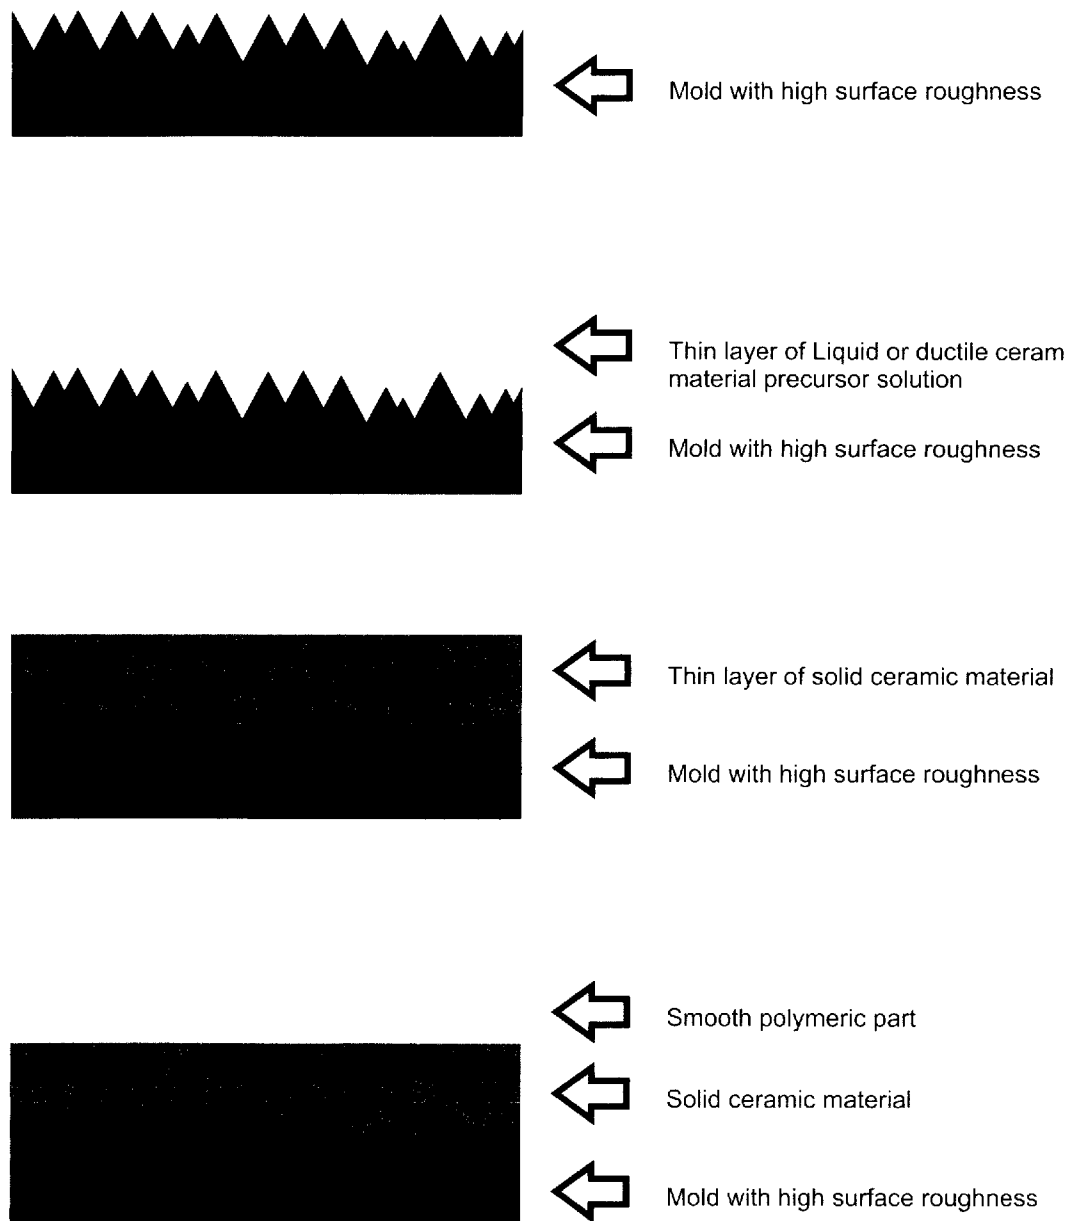 Mold with high surface roughness
Thin layer of Liquid or ductile ceram
material precursor solution
Mold with high surface roughness
Thin layer of solid ceramic material
Mold with high surface roughness
Smooth polymeric part
Solid ceramic material
Mold with high surface roughness